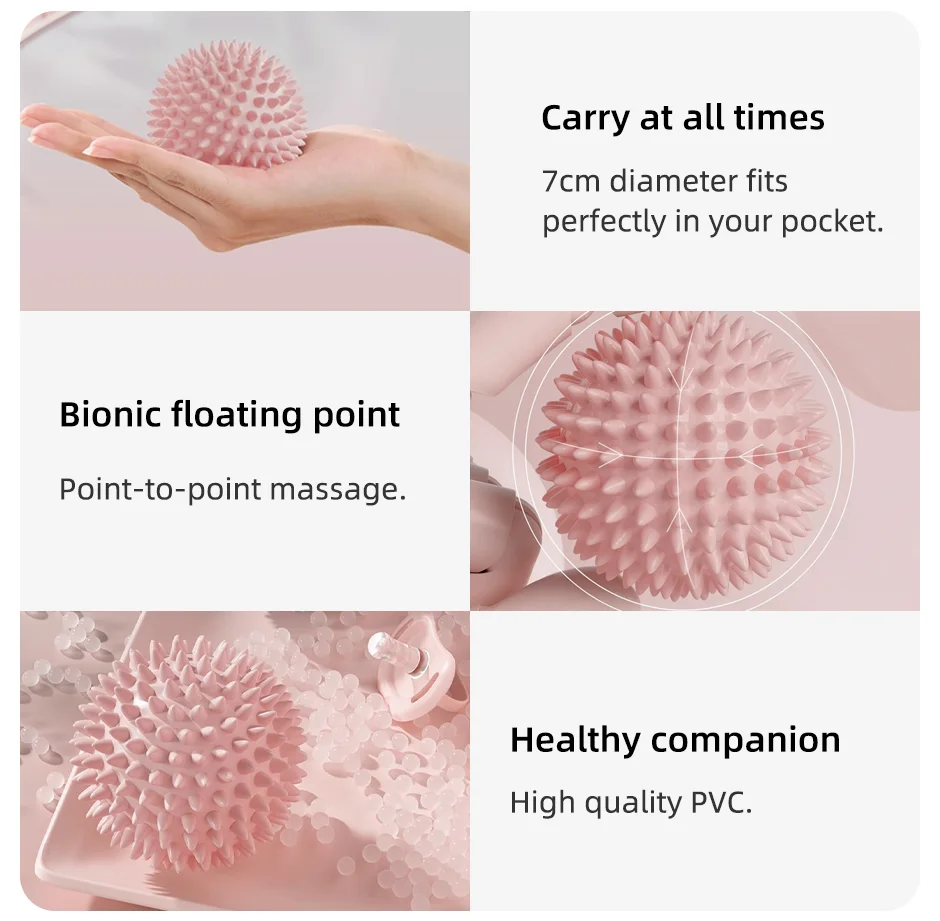 Carry at all times
7cm diameter fits
perfectly in your pocket.
Bionic floating point
Point-to-point massage.
Healthy companion
High quality PVC.